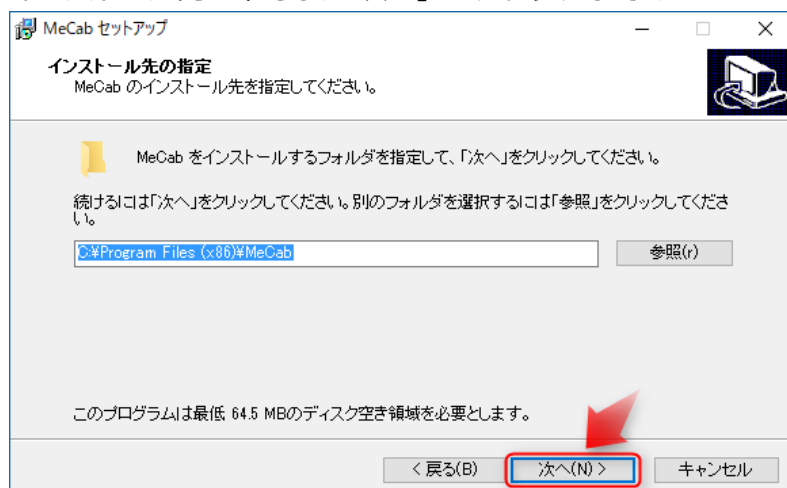 MeCab セットアップ
インストール先の指定
MeCab のインストール先を指定してください。
MeCab をインストールするフォルダを指定して、「次へ」をクリックしてください。
続けるには「次へ」をクリックしてください。別のフォルダを選択するには「参照」をクリックしてくださ
い。
C:¥Program Files (x86)¥MeCab
参照(r)
このプログラムは最低 64.5 MBのディスク空き領域を必要とします。
< 戻る(B)
次へ(N) >
キャンセル